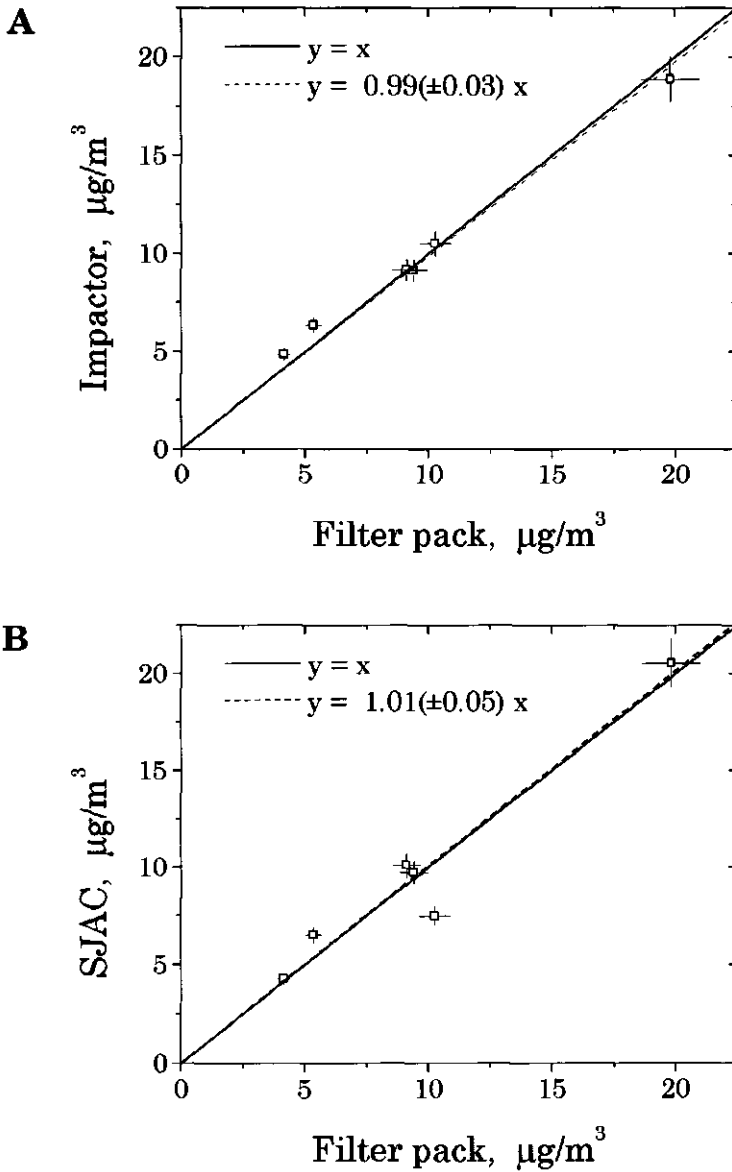 A
y = x
y = 0.99(±0.03) x
20
15
10
5
0
Impactor, µg/m³
0 5 10 15 20
Filter pack, µg/m³
B
y = x
y = 1.01(±0.05) x
20
15
10
5
0
SJAC, µg/m³
0 5 10 15 20
Filter pack, µg/m³